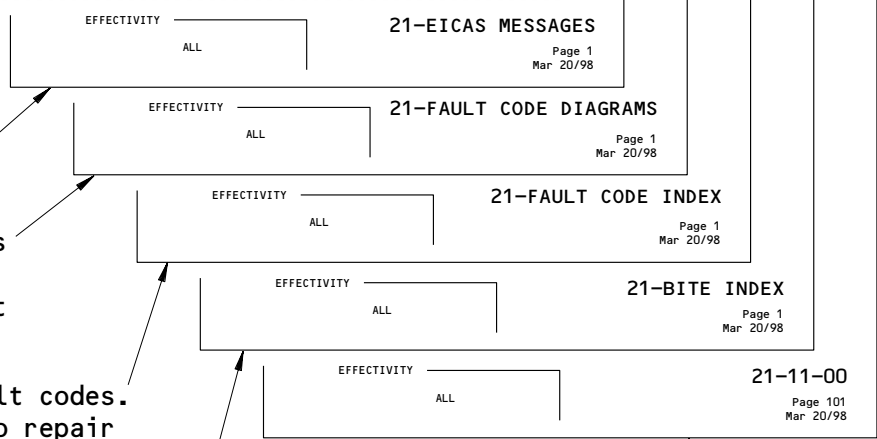 EFFECTIVITY
21-EICAS MESSAGES
ALL
Page 1
Mar 20/98
EFFECTIVITY
21-FAULT CODE DIAGRAMS
ALL
Page 1
Mar 20/98
EFFECTIVITY
21-FAULT CODE INDEX
ALL
Page 1
Mar 20/98
EFFECTIVITY
21-BITE INDEX
ALL
Page 1
Mar 20/98
EFFECTIVITY
21-11-00
ALL
Page 101
Mar 20/98
codes.
repair